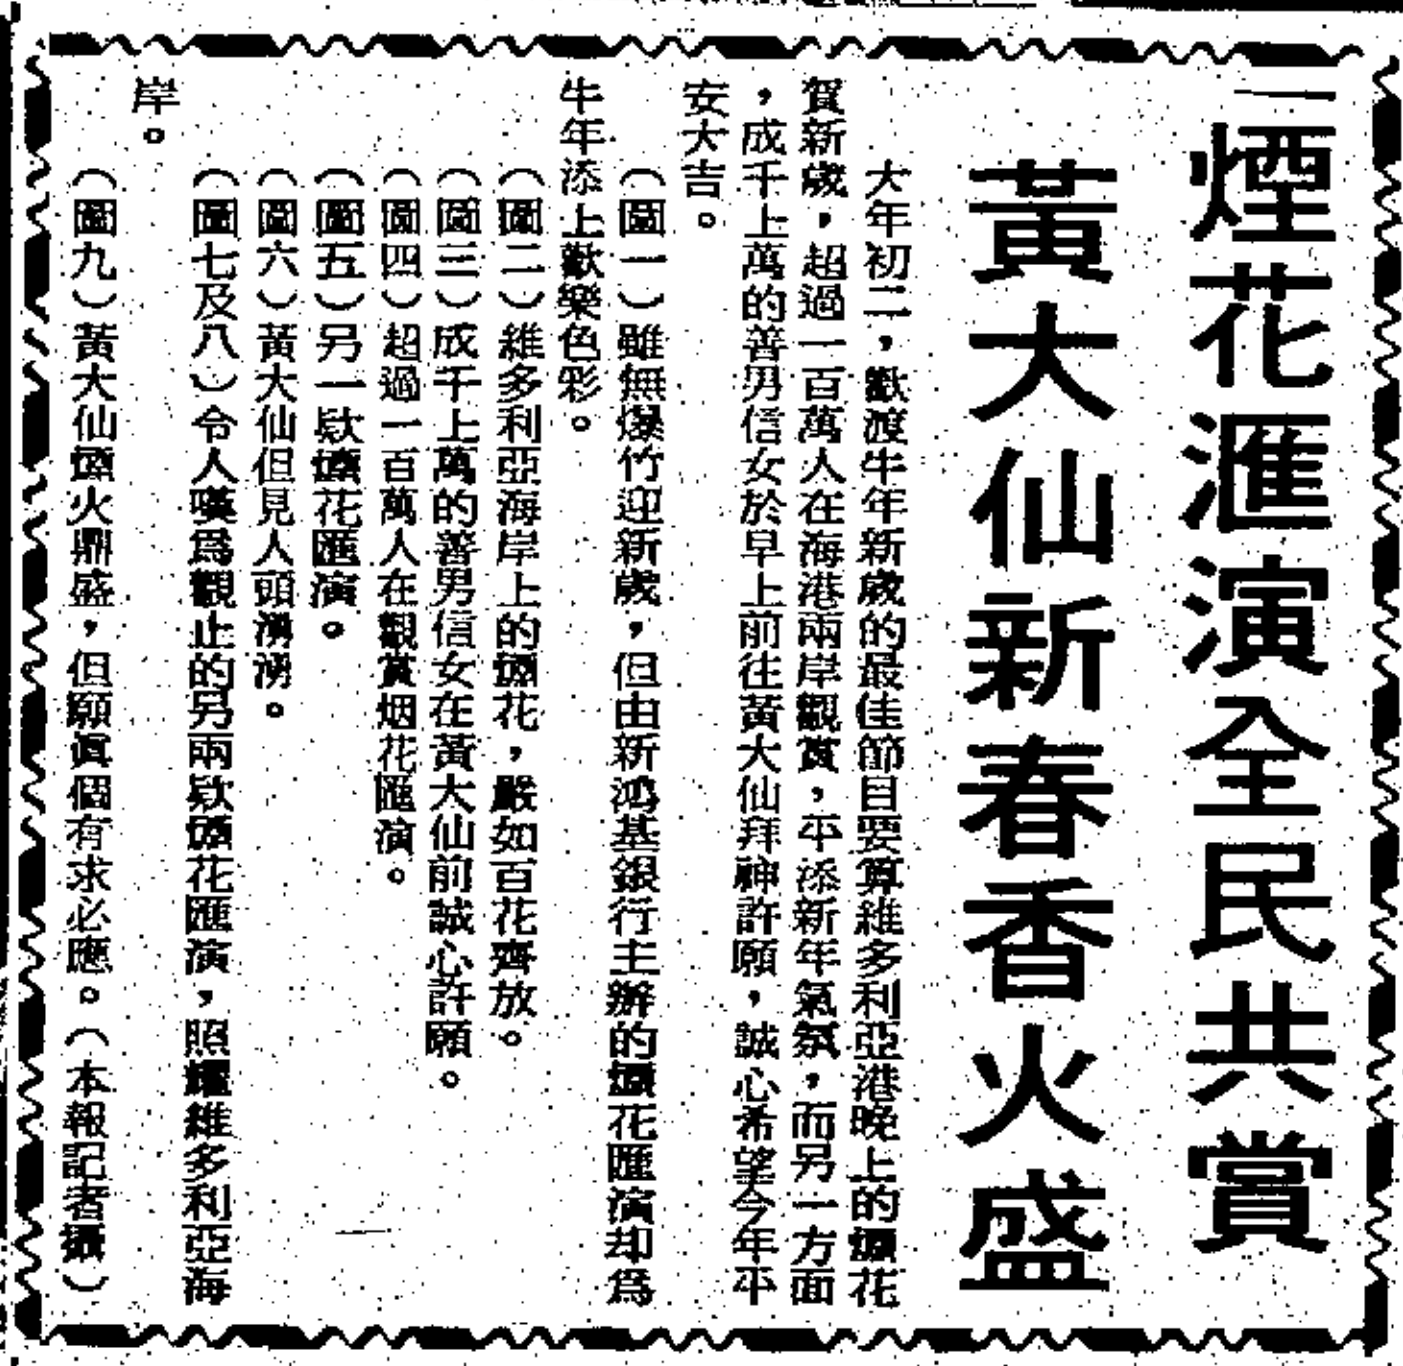 煙花滙演全民共賞
黃大仙新春香火盛
大年初二，歡渡牛年新歲的最佳節目要算維多利亞港晚上的煙花
賀新歲，超過一百萬人在海港兩岸觀賞，平添新年氣氛，而另一方面
，成千上萬的善男信女於早上前往黃大仙拜神許願，誠心希望今年平
安大吉。
（圖一）雖無爆竹迎新歲，但由新鴻基銀行主辦的煙花匯演却爲
牛年添上歡樂色彩。
（圖二）維多利亞海岸上的煙花，嚴如百花齊放。
（圖三）成千上萬的善男信女在黃大仙前誠心許願。
（圖四）超過一百萬人在觀賞烟花匯演。
（圖五）另一欵煙花匯演。
（圖六）黃大仙但見人頭湧湧。
（圖七及八）令人嘆爲觀止的另兩欵煙花匯演，照耀維多利亞海
岸。
（圖九）黃大仙煙火鼎盛，但願眞個有求必應。（本報記者攝）